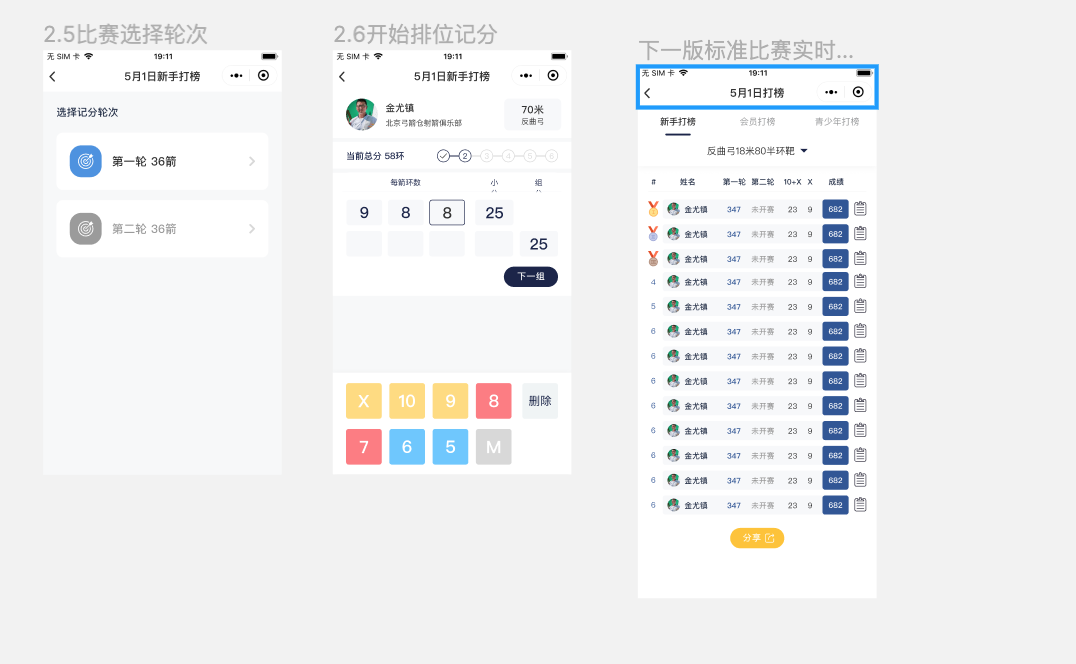 2.5比赛选择轮次
无 SIM 卡
19:11
5月1日新手打榜
选择记分轮次
第一轮 36箭
第二轮 36箭
2.6开始排位记分
无 SIM 卡
19:11
5月1日新手打榜
金尤镇
北京弓箭仓射箭俱乐部
70米
反曲弓
当前总分 58环
2
3
4
5
6
每箭环数
小
组
9 8 8 25
25
下一组
X 10 9 8 删除
7 6 5 M
下一版标准比赛实时...
无 SIM 卡
19:11
5月1日打榜
新手打榜 会员打榜 青少年打榜
反曲弓18米80半环靶
# 姓名 第一轮 第二轮 10+X X 成绩
金尤镇 347 未开赛 23 9 682
金尤镇 347 未开赛 23 9 682
金尤镇 347 未开赛 23 9 682
4 金尤镇 347 未开赛 23 9 682
5 金尤镇 347 未开赛 23 9 682
6 金尤镇 347 未开赛 23 9 682
6 金尤镇 347 未开赛 23 9 682
6 金尤镇 347 未开赛 23 9 682
6 金尤镇 347 未开赛 23 9 682
6 金尤镇 347 未开赛 23 9 682
6 金尤镇 347 未开赛 23 9 682
6 金尤镇 347 未开赛 23 9 682
6 金尤镇 347 未开赛 23 9 682
分享